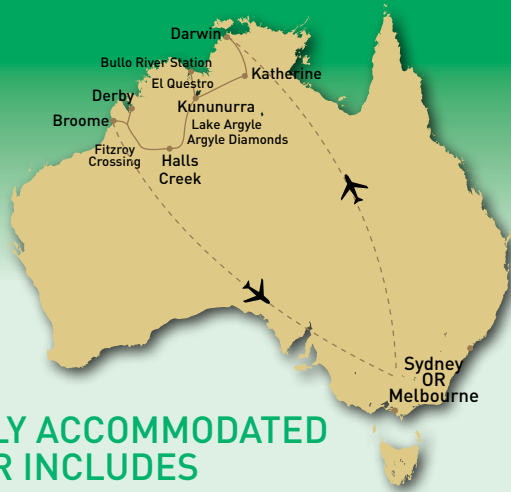 Darwin
Bullo River Station
Katherine
El Questro
Derby
Kununurra
Broome
Lake Argyle
Argyle Diamonds
Fitzroy
Crossing
Halls
Creek
Sydney
OR
Melbourne
LY ACCOMMODATED
R INCLUDES